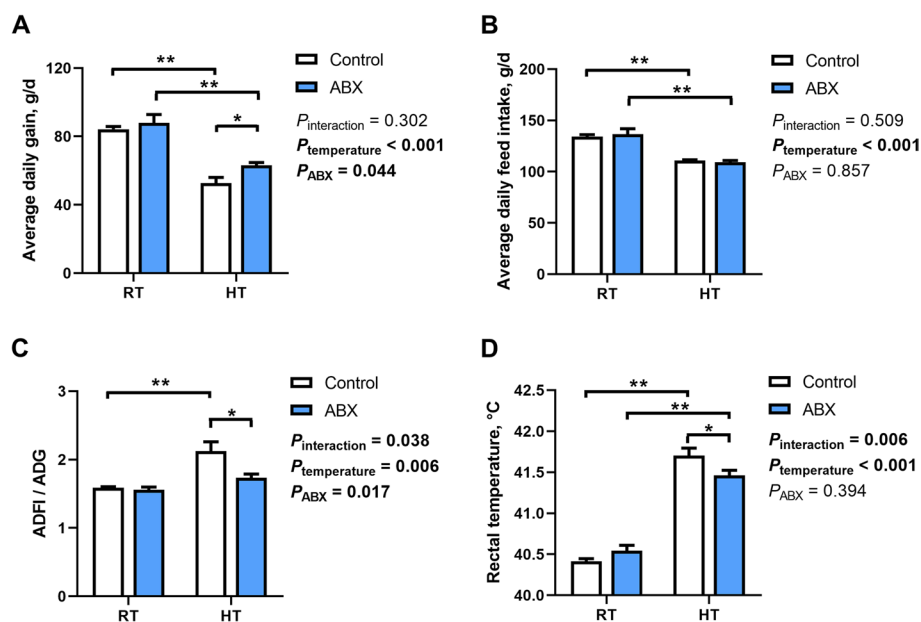 A
Average daily gain, g/d
120
80
40
0
RT
HT
**
**
*
Control
ABX
Pinteraction = 0.302
Ptemperature < 0.001
PABX = 0.044
B
Average daily feed intake, g/d
200
150
100
50
0
RT
HT
**
**
Control
ABX
Pinteraction = 0.509
Ptemperature < 0.001
PABX = 0.857
C
ADFI / ADG
3
2
1
0
RT
HT
**
*
Control
ABX
Pinteraction = 0.038
Ptemperature = 0.006
PABX = 0.017
D
Rectal temperature, °C
42.5
42.0
41.5
41.0
40.5
40.0
RT
HT
**
**
*
Control
ABX
Pinteraction = 0.006
Ptemperature < 0.001
PABX = 0.394